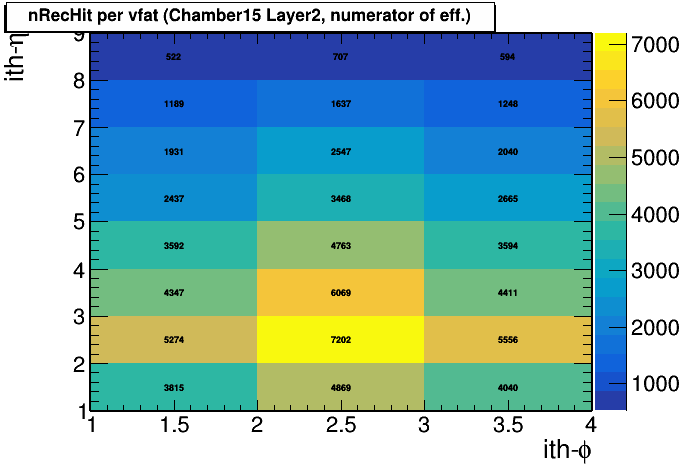 nRecHit per vfat (Chamber15 Layer2, numerator of eff.)
ith-η
9
8
7
6
5
4
3
2
1
522 707 594
1189 1637 1248
1931 2547 2040
2437 3468 2665
3592 4763 3594
4347 6069 4411
5274 7202 5556
3815 4869 4040
1 1.5 2 2.5 3 3.5 4
ith-ϕ
7000
6000
5000
4000
3000
2000
1000